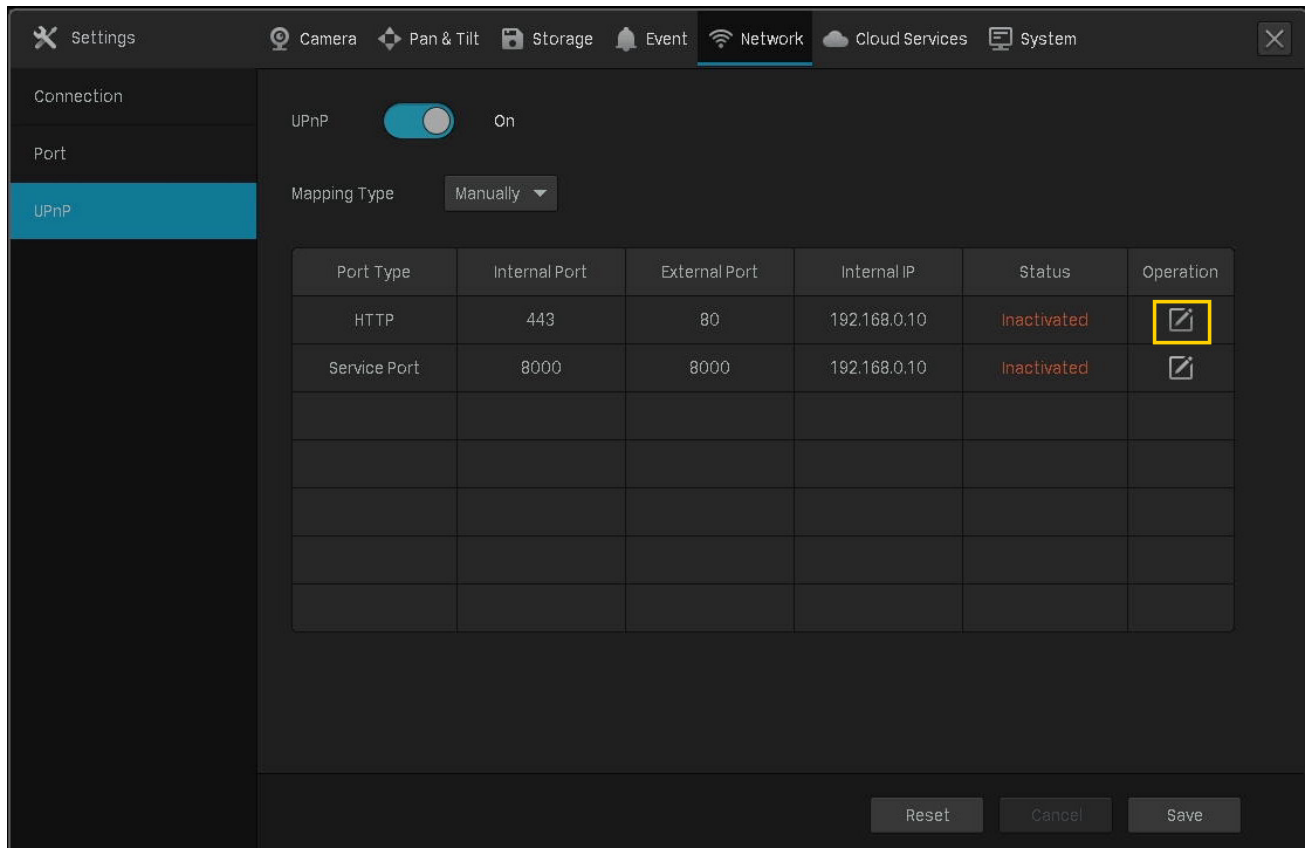 Settings Camera Pan & Tilt Storage Event Network Cloud Services System
Connection
Port
UPnP
UPnP On
Mapping Type Manually
Port Type Internal Port External Port Internal IP Status Operation
HTTP 443 80 192.168.0.10 Inactivated
Service Port 8000 8000 192.168.0.10 Inactivated
Reset Cancel Save